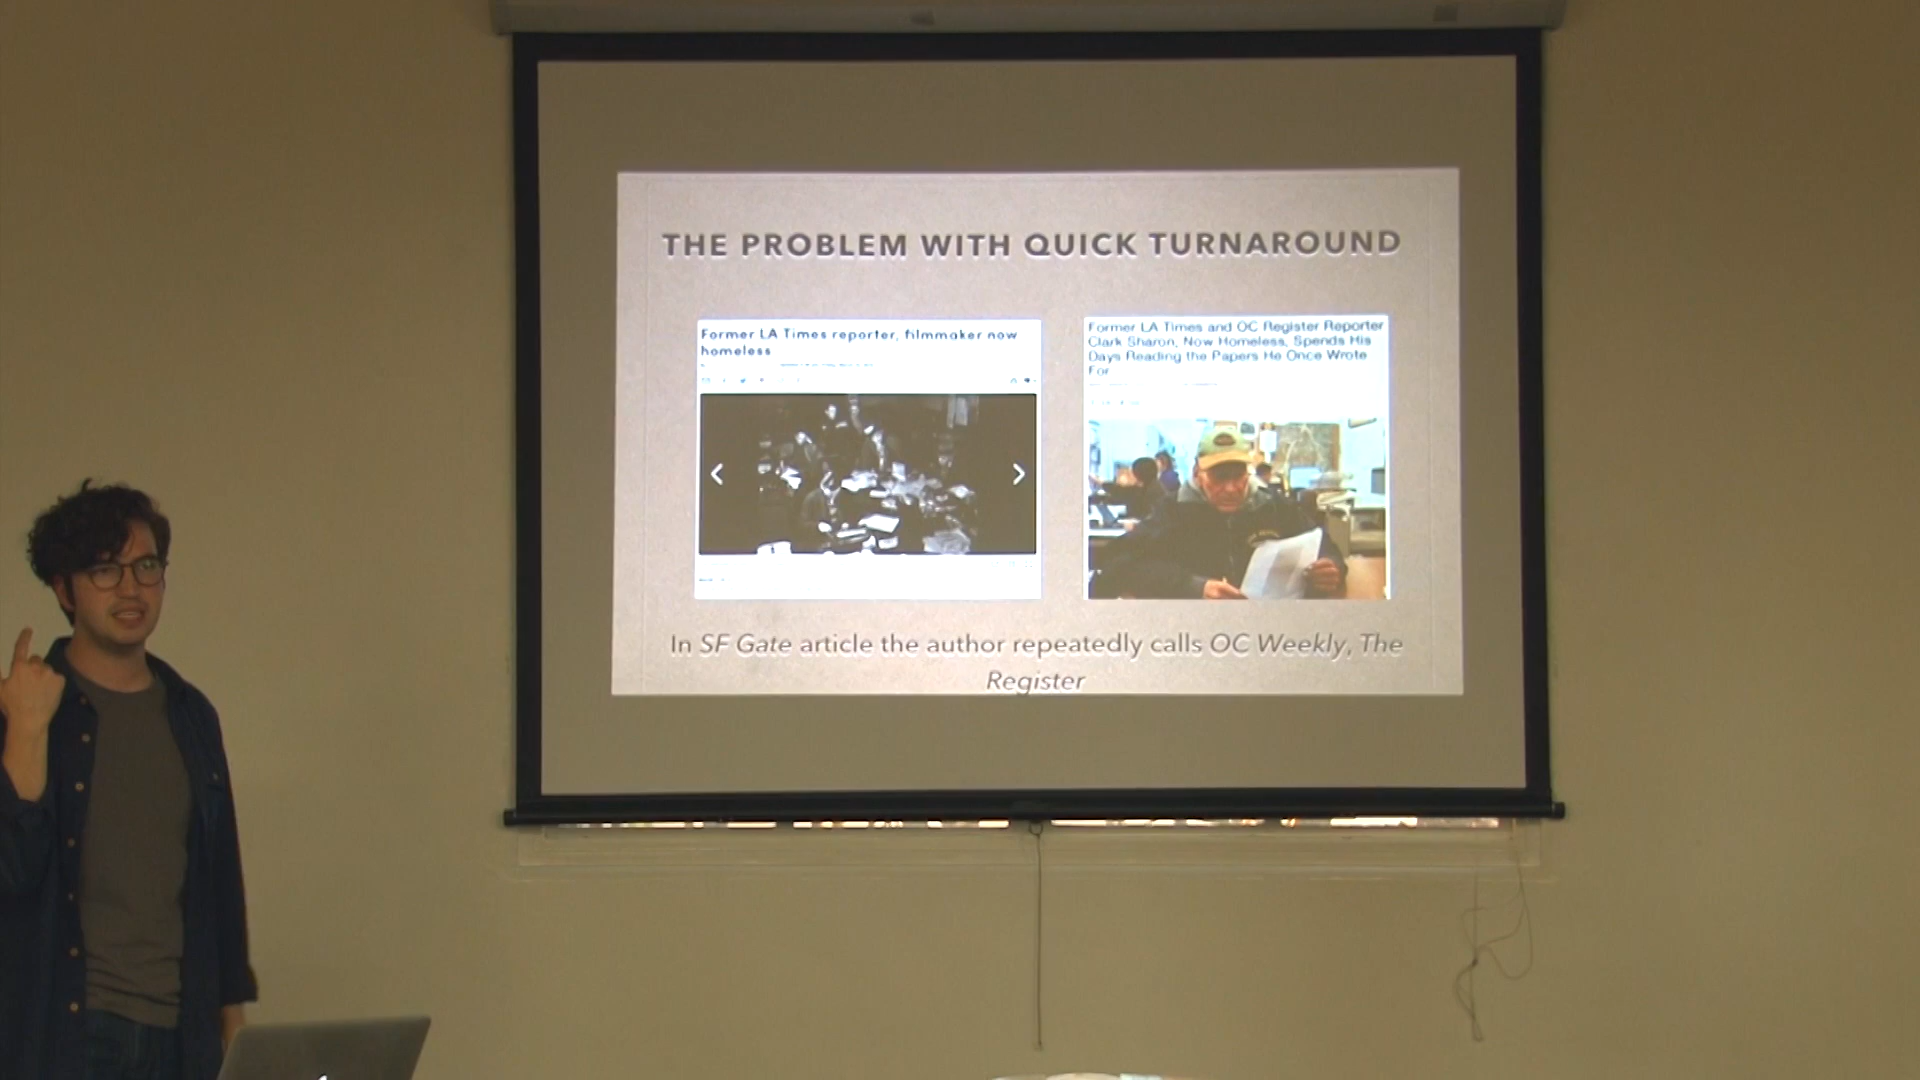 THE PROBLEM WITH QUICK TURNAROUND
Former LA Times reporter, filmmaker now
homeless
Former LA Times and OC Register Reporter
Clark Sharon, Now Homeless, Spends His
Days Reading the Papers He Once Wrote
For
In SF Gate article the author repeatedly calls OC Weekly, The
Register